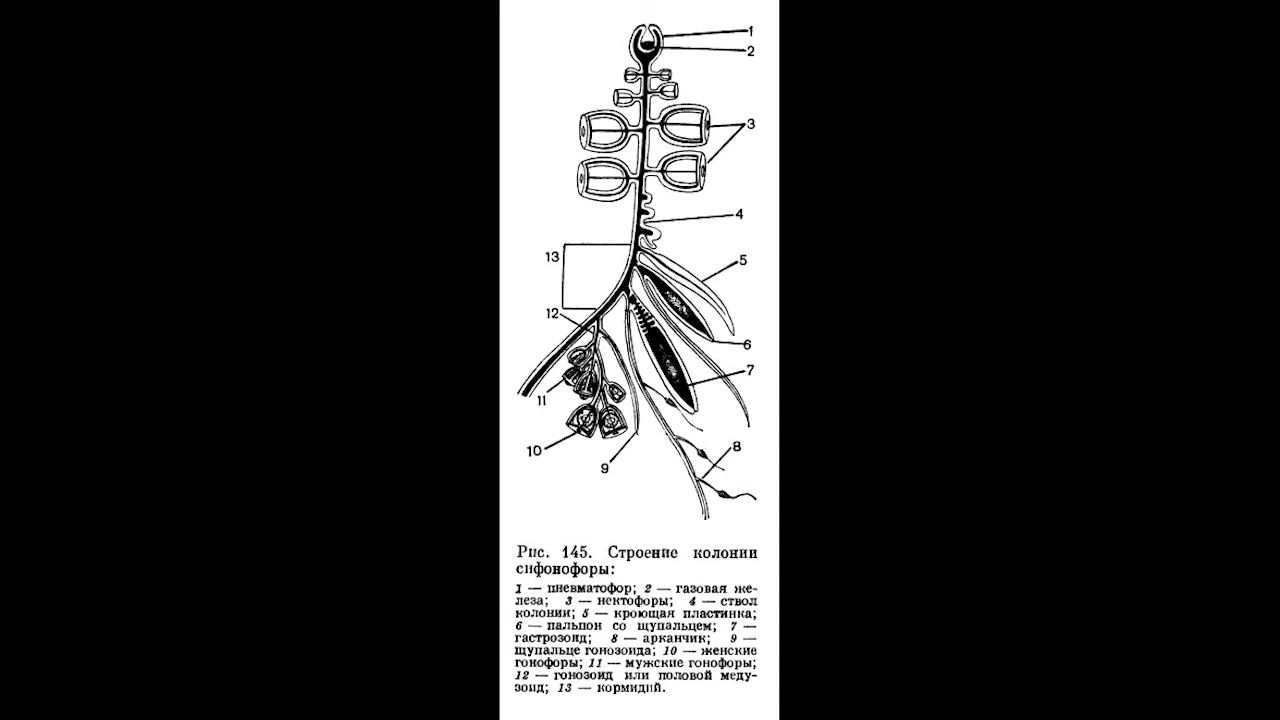 1
2
3
4
13
5
12
6
7
11
10
9
8
Рис. 145. Строение колонии
сифонофоры:
1 — пневматофор; 2 — газовая же-
леза; 3 — нектофоры; 4 — ствол
колонии; 5 — кроющая пластинка;
6 — пальпон со щупальцем; 7 —
гастрозоид; 8 — арканчик; 9 —
щупальце гонозоида; 10 — женские
гонофоры; 11 — мужские гонофоры;
12 — гонозоид или половой меду-
зоид; 13 — кормидий.